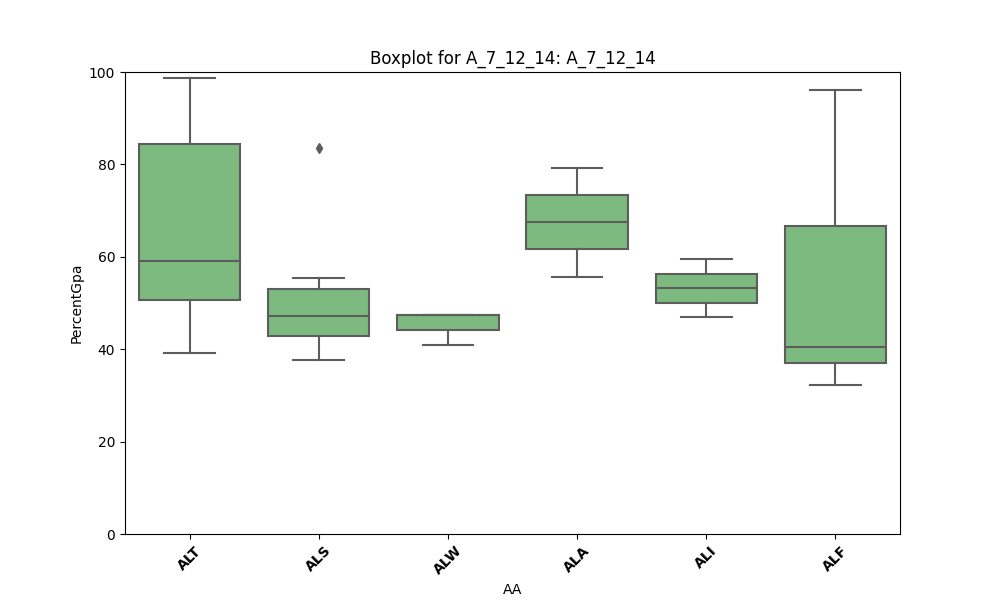 Boxplot for A_7_12_14: A_7_12_14
PercentGpa
100
80
60
40
20
0
ALT
ALS
ALW
ALA
ALI
ALF
AA